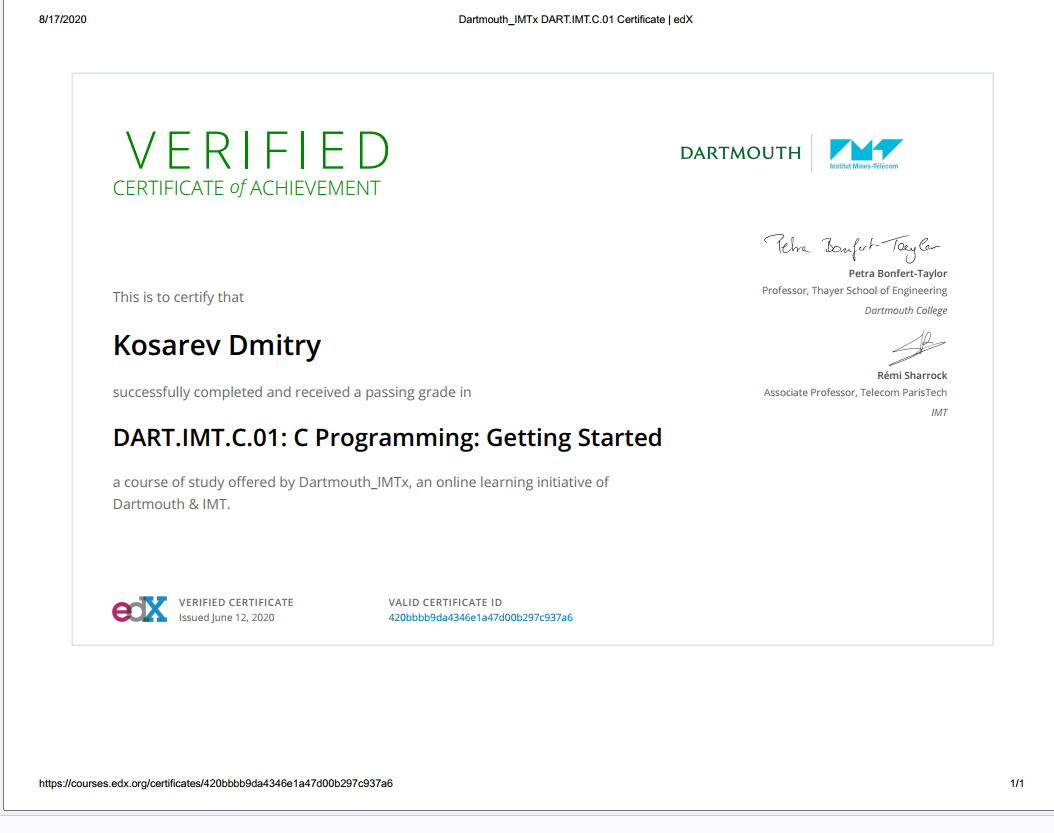 8/17/2020 Dartmouth_IMTx DART.IMT.C.01 Certificate | edX
VERIFIED
CERTIFICATE of ACHIEVEMENT
DARTMOUTH
IMT
Institut Mines-Télécom
Petra Bonfert-Taylor
Petra Bonfert-Taylor
Professor, Thayer School of Engineering
Dartmouth College
Rémi Sharrock
Associate Professor, Telecom ParisTech
IMT
This is to certify that
Kosarev Dmitry
successfully completed and received a passing grade in
DART.IMT.C.01: C Programming: Getting Started
a course of study offered by Dartmouth_IMTx, an online learning initiative of
Dartmouth & IMT.
edX
VERIFIED CERTIFICATE
Issued June 12, 2020
VALID CERTIFICATE ID
420bbbb9da4346e1a47d00b297c937a6
https://courses.edx.org/certificates/420bbbb9da4346e1a47d00b297c937a6 1/1